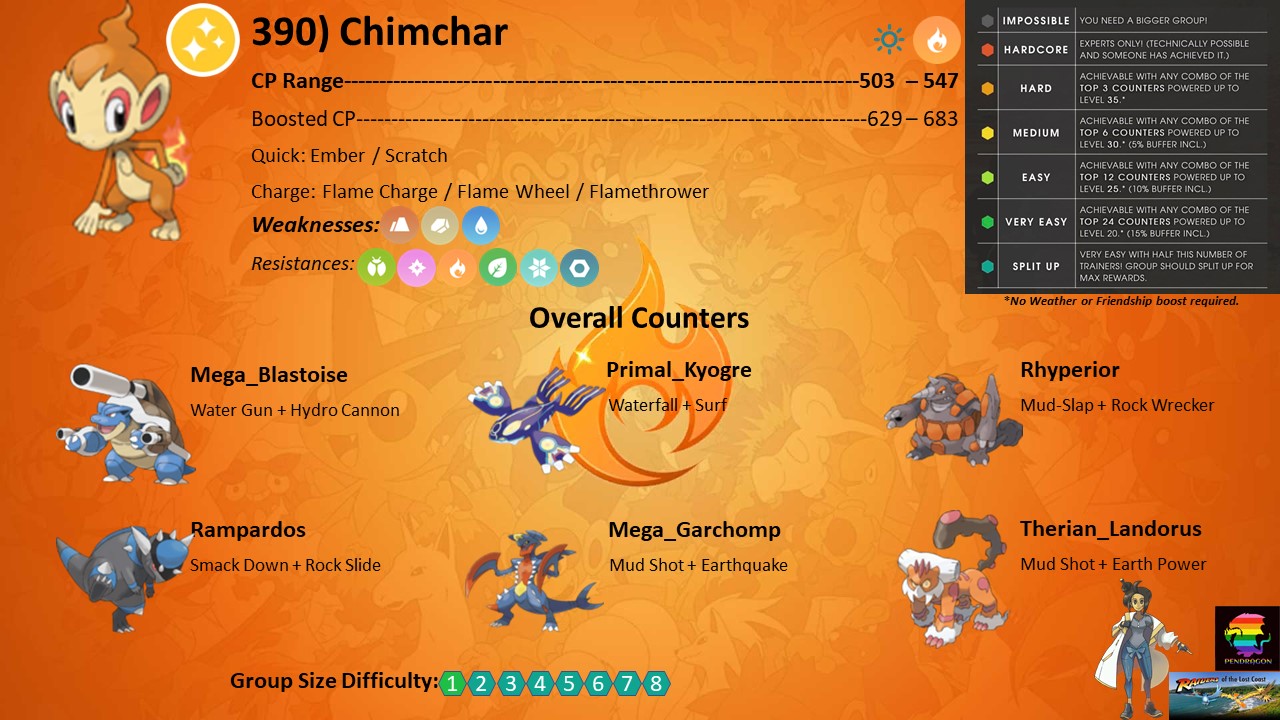 390) Chimchar
CP Range---------------------------------------------------------------------------503 – 547
Boosted CP---------------------------------------------------------------------------629 – 683
Quick: Ember / Scratch
Charge: Flame Charge / Flame Wheel / Flamethrower
Weaknesses:
Resistances:
IMPOSSIBLE YOU NEED A BIGGER GROUP!
HARDCORE EXPERTS ONLY! (TECHNICALLY POSSIBLE
AND SOMEONE HAS ACHIEVED IT.)
HARD ACHIEVABLE WITH ANY COMBO OF THE
TOP 3 COUNTERS POWERED UP TO
LEVEL 35.*
MEDIUM ACHIEVABLE WITH ANY COMBO OF THE
TOP 6 COUNTERS POWERED UP TO
LEVEL 30.* (5% BUFFER INCL.)
EASY ACHIEVABLE WITH ANY COMBO OF THE
TOP 12 COUNTERS POWERED UP TO
LEVEL 25.* (10% BUFFER INCL.)
VERY EASY ACHIEVABLE WITH ANY COMBO OF THE
TOP 24 COUNTERS POWERED UP TO
LEVEL 20.* (15% BUFFER INCL.)
SPLIT UP VERY EASY WITH HALF THIS NUMBER OF
TRAINERS! GROUP SHOULD SPLIT UP FOR
MAX REWARDS.
*No Weather or Friendship boost required.
Overall Counters
Mega_Blastoise
Water Gun + Hydro Cannon
Primal_Kyogre
Waterfall + Surf
Rhyperior
Mud-Slap + Rock Wrecker
Rampardos
Smack Down + Rock Slide
Mega_Garchomp
Mud Shot + Earthquake
Therian_Landorus
Mud Shot + Earth Power
Group Size Difficulty: 1 2 3 4 5 6 7 8
PENDRAGON
RAIDERS of the Lost Coast